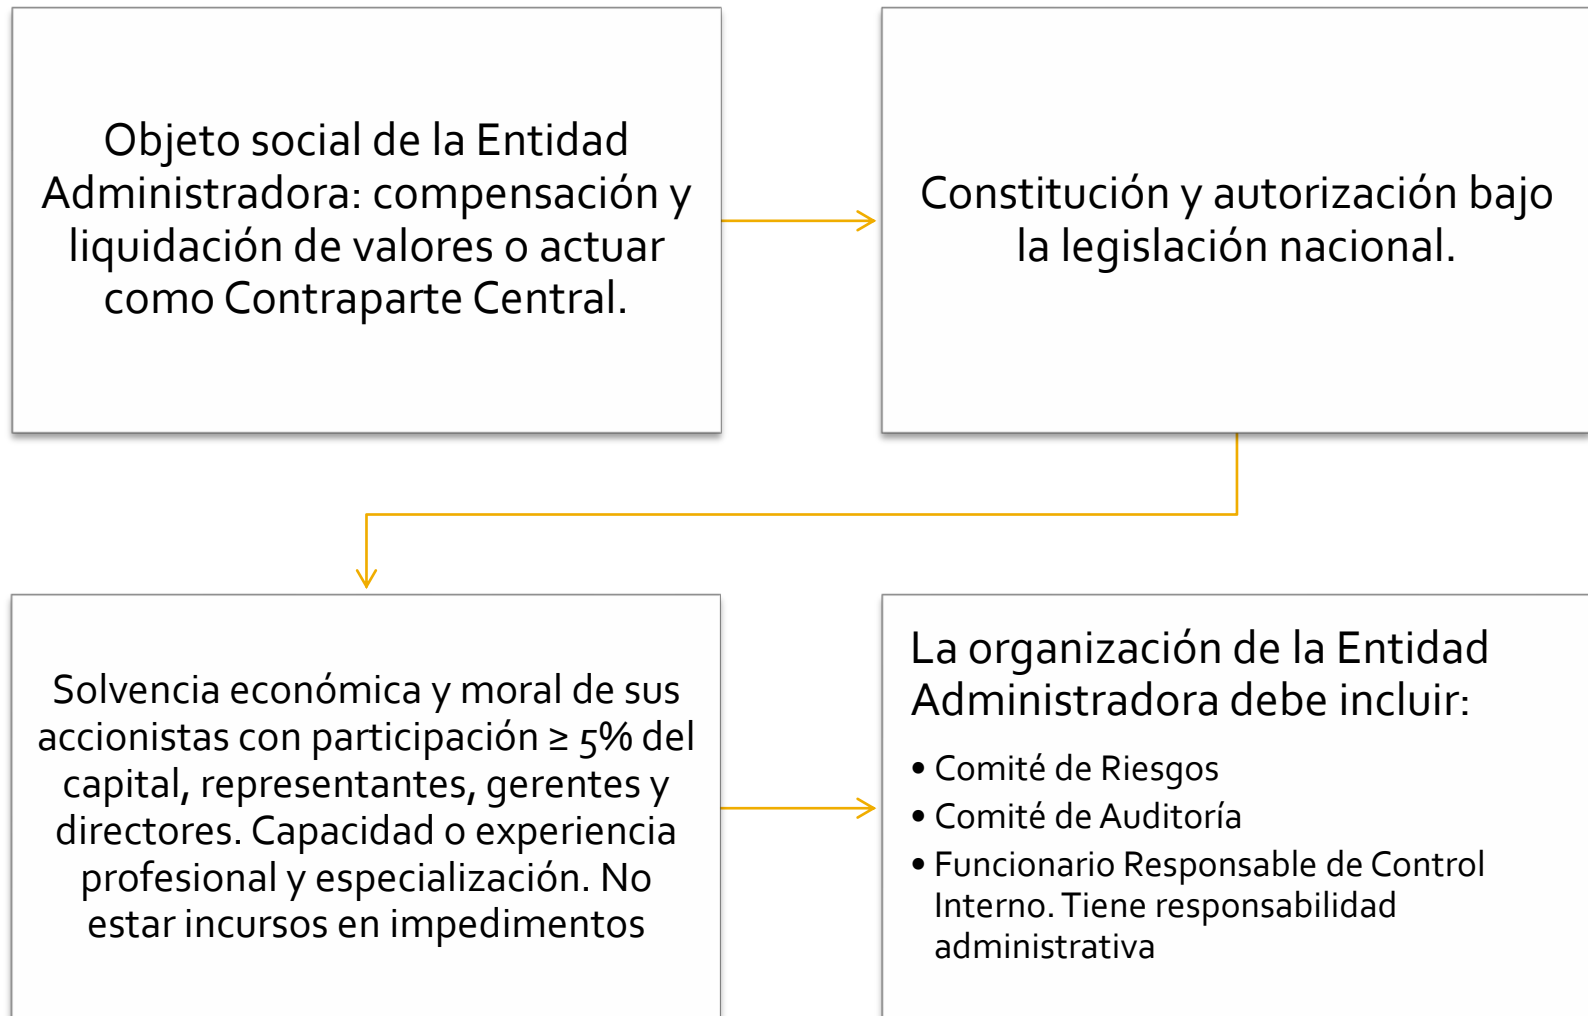 Objeto social de la Entidad
Administradora: compensación y
liquidación de valores o actuar
como Contraparte Central.
Constitución y autorización bajo
la legislación nacional.
Solvencia económica y moral de sus
accionistas con participación ≥ 5% del
capital, representantes, gerentes y
directores. Capacidad o experiencia
profesional y especialización. No
estar incursos en impedimentos
La organización de la Entidad
Administradora debe incluir:
• Comité de Riesgos
• Comité de Auditoría
• Funcionario Responsable de Control
Interno. Tiene responsabilidad
administrativa